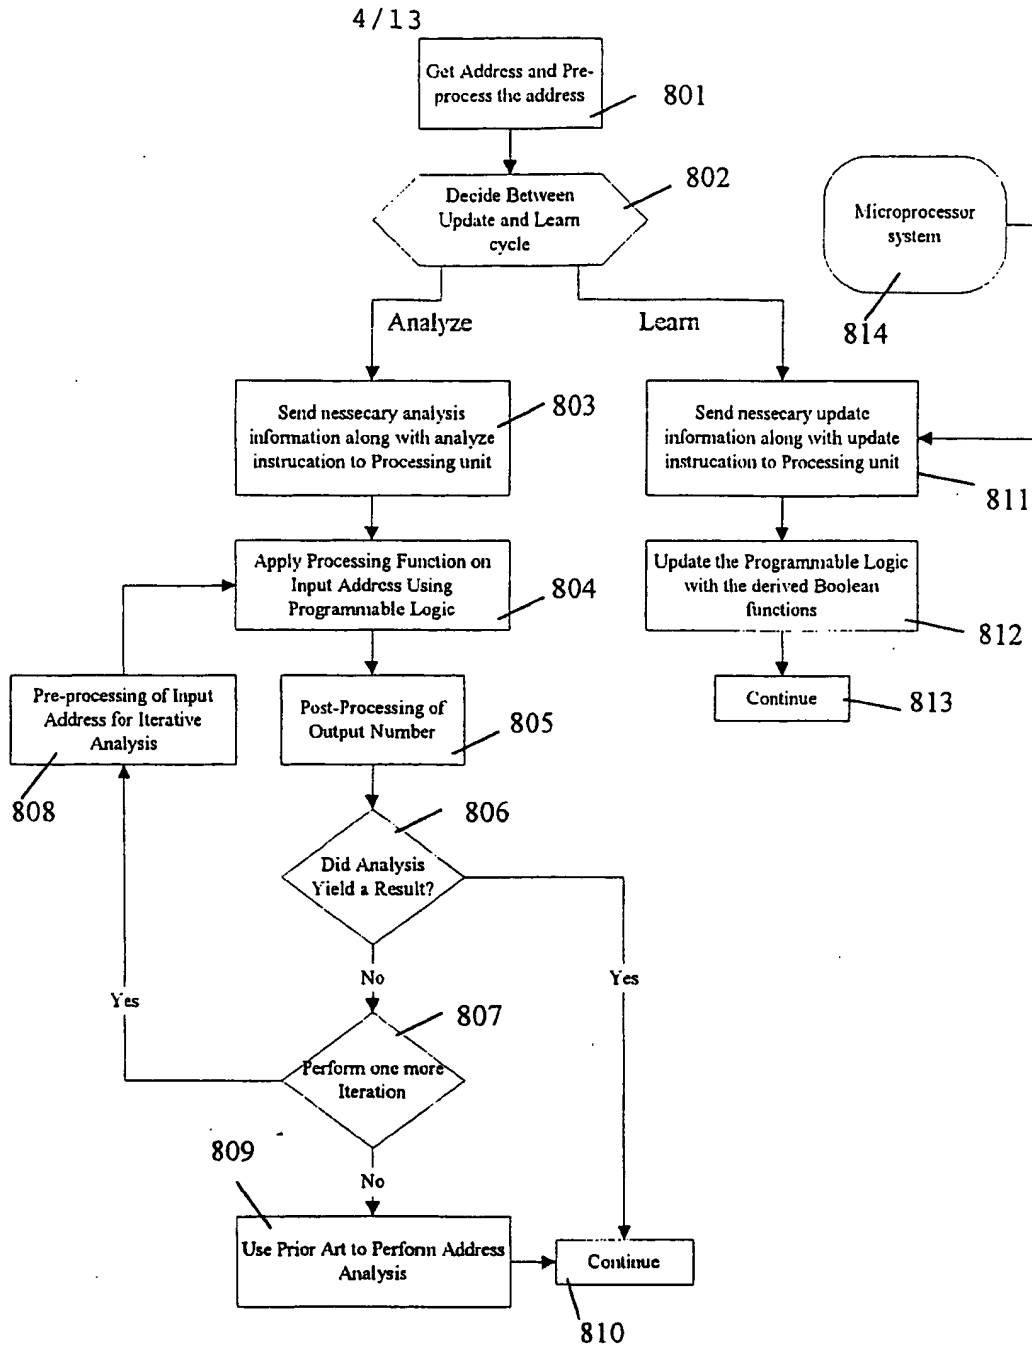 4/13
Get Address and Pre-
process the address
801
Decide Between
Update and Learn
cycle
802
Microprocessor
system
814
Analyze
Learn
Send nessecary analysis
information along with analyze
instrucation to Processing unit
803
Send nessecary update
information along with update
instrucation to Processing unit
811
Apply Processing Function on
Input Address Using
Programmable Logic
804
Update the Programmable Logic
with the derived Boolean
functions
812
Pre-processing of Input
Address for Iterative
Analysis
808
Post-Processing of
Output Number
805
Continue
813
806
Did Analysis
Yield a Result?
No
Yes
Yes
807
Perform one more
Iteration
No
809
Use Prior Art to Perform Address
Analysis
Continue
810